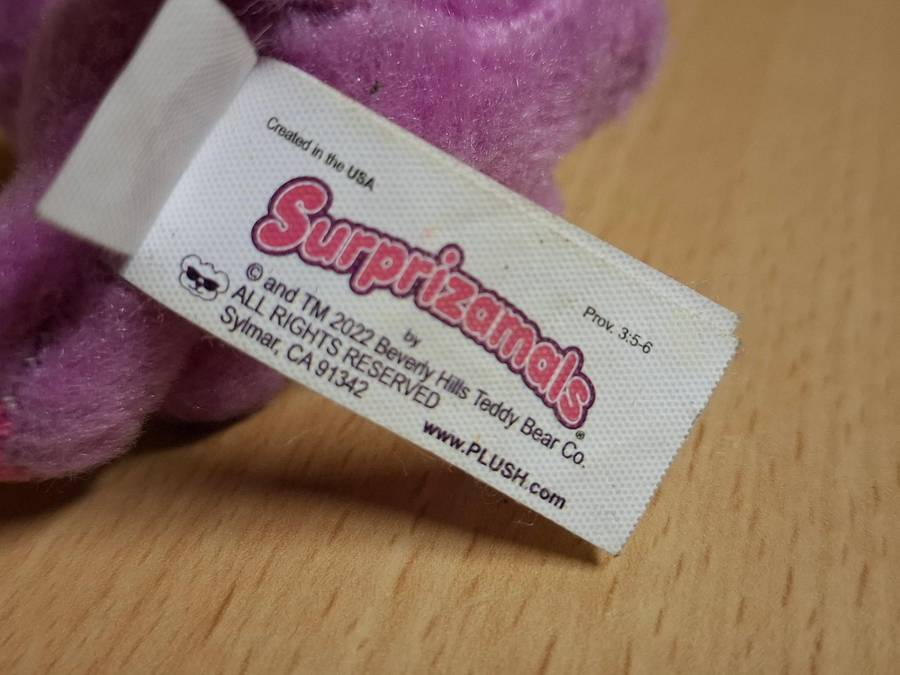 Created in the USA
Surprizamals®
Prov. 3:5-6
by
© and TM 2022 Beverly Hills Teddy Bear Co.
ALL RIGHTS RESERVED
Sylmar, CA 91342
www.PLUSH.com